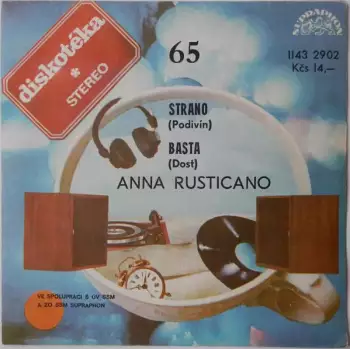 diskotéka
STEREO
65
SUPRAPHON
1143 2902
Kčs 14,—
STRANO
(Podivín)
BASTA
(Dost)
ANNA RUSTICANO
VE SPOLUPRÁCI S ÚV SSM
A ZO SSM SUPRAPHON